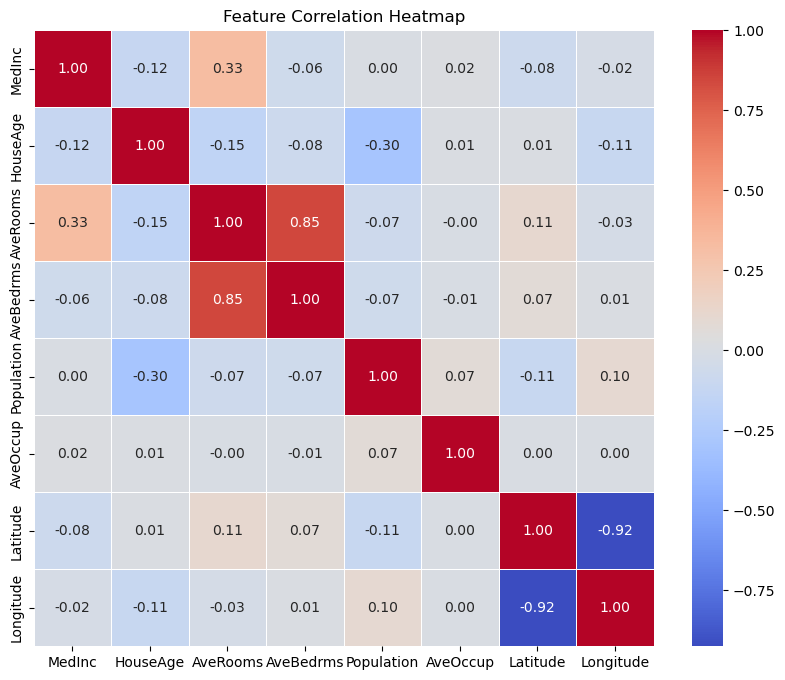 Feature Correlation Heatmap
MedInc 1.00 -0.12 0.33 -0.06 0.00 0.02 -0.08 -0.02
HouseAge -0.12 1.00 -0.15 -0.08 -0.30 0.01 0.01 -0.11
AveRooms 0.33 -0.15 1.00 0.85 -0.07 -0.00 0.11 -0.03
AveBedrms -0.06 -0.08 0.85 1.00 -0.07 -0.01 0.07 0.01
Population 0.00 -0.30 -0.07 -0.07 1.00 0.07 -0.11 0.10
AveOccup 0.02 0.01 -0.00 -0.01 0.07 1.00 0.00 0.00
Latitude -0.08 0.01 0.11 0.07 -0.11 0.00 1.00 -0.92
Longitude -0.02 -0.11 -0.03 0.01 0.10 0.00 -0.92 1.00
MedInc HouseAge AveRooms AveBedrms Population AveOccup Latitude Longitude
1.00
0.75
0.50
0.25
0.00
−0.25
−0.50
−0.75